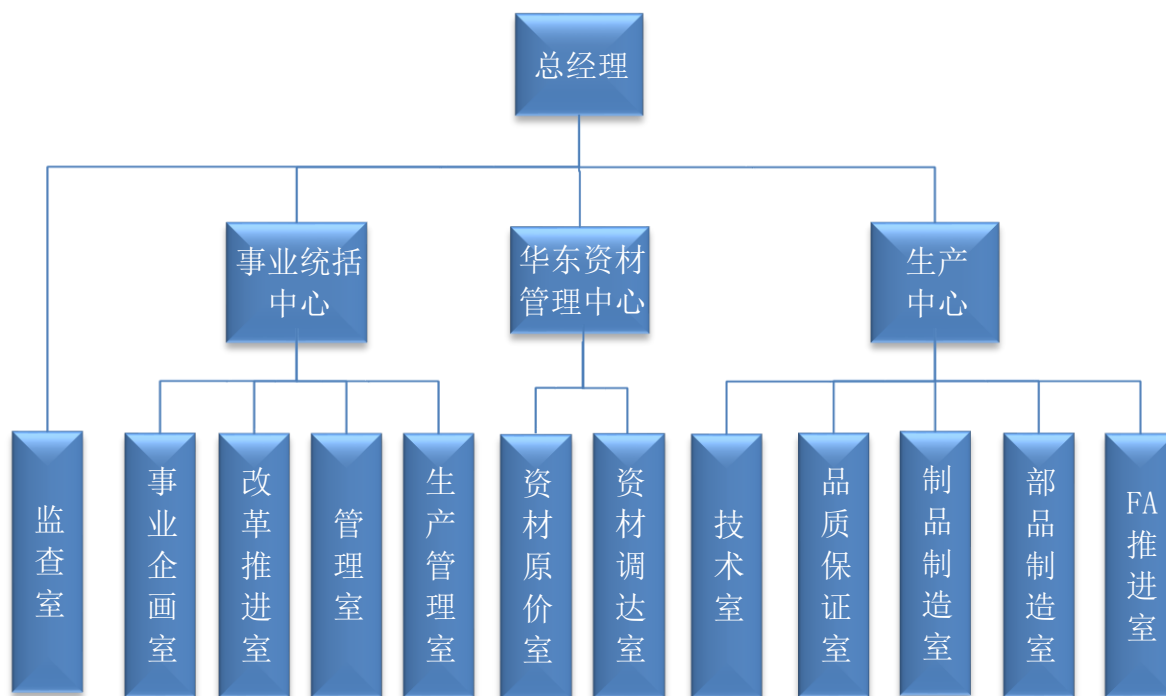 总经理
事业统括
中心
华东资材
管理中心
生产
中心
监查室
事业企画室
改革推进室
管理室
生产管理室
资材原价室
资材调达室
技术室
品质保证室
制品制造室
部品制造室
FA推进室